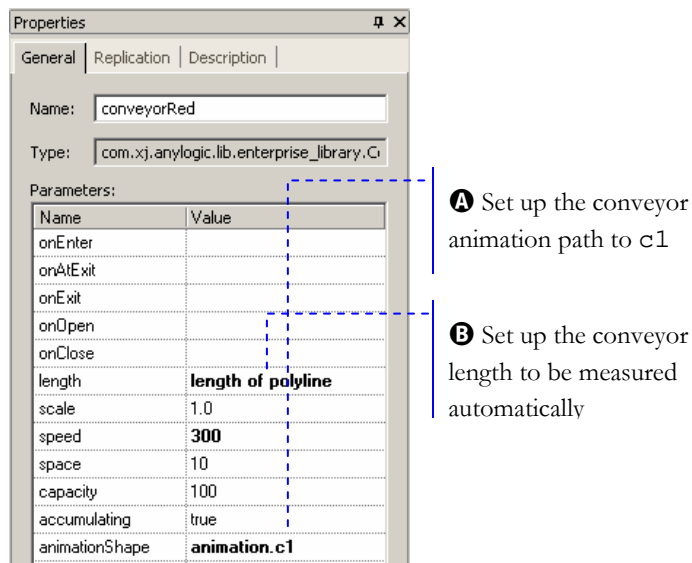 Properties
General Replication Description
Name: conveyorRed
Type: com.xj.anylogic.lib.enterprise_library.C
Parameters:
Name Value
onEnter
onAtExit
onExit
onOpen
onClose
length length of polyline
scale 1.0
speed 300
space 10
capacity 100
accumulating true
animationShape animation.c1
A Set up the conveyor
animation path to c1
B Set up the conveyor
length to be measured
automatically